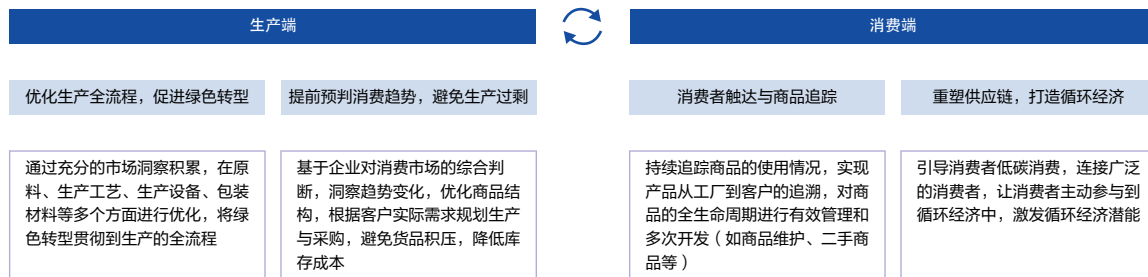 生产端
消费端
优化生产全流程，促进绿色转型
提前预判消费趋势，避免生产过剩
消费者触达与商品追踪
重塑供应链，打造循环经济
通过充分的市场洞察积累，在原
料、生产工艺、生产设备、包装
材料等多个方面进行优化，将绿
色转型贯彻到生产的全流程
基于企业对消费市场的综合判
断，洞察趋势变化，优化商品结
构，根据客户实际需求规划生产
与采购，避免货品积压，降低库
存成本
持续追踪商品的使用情况，实现
产品从工厂到客户的追溯，对商
品的全生命周期进行有效管理和
多次开发（如商品维护、二手商
品等）
引导消费者低碳消费，连接广泛
的消费者，让消费者主动参与到
循环经济中，激发循环经济潜能